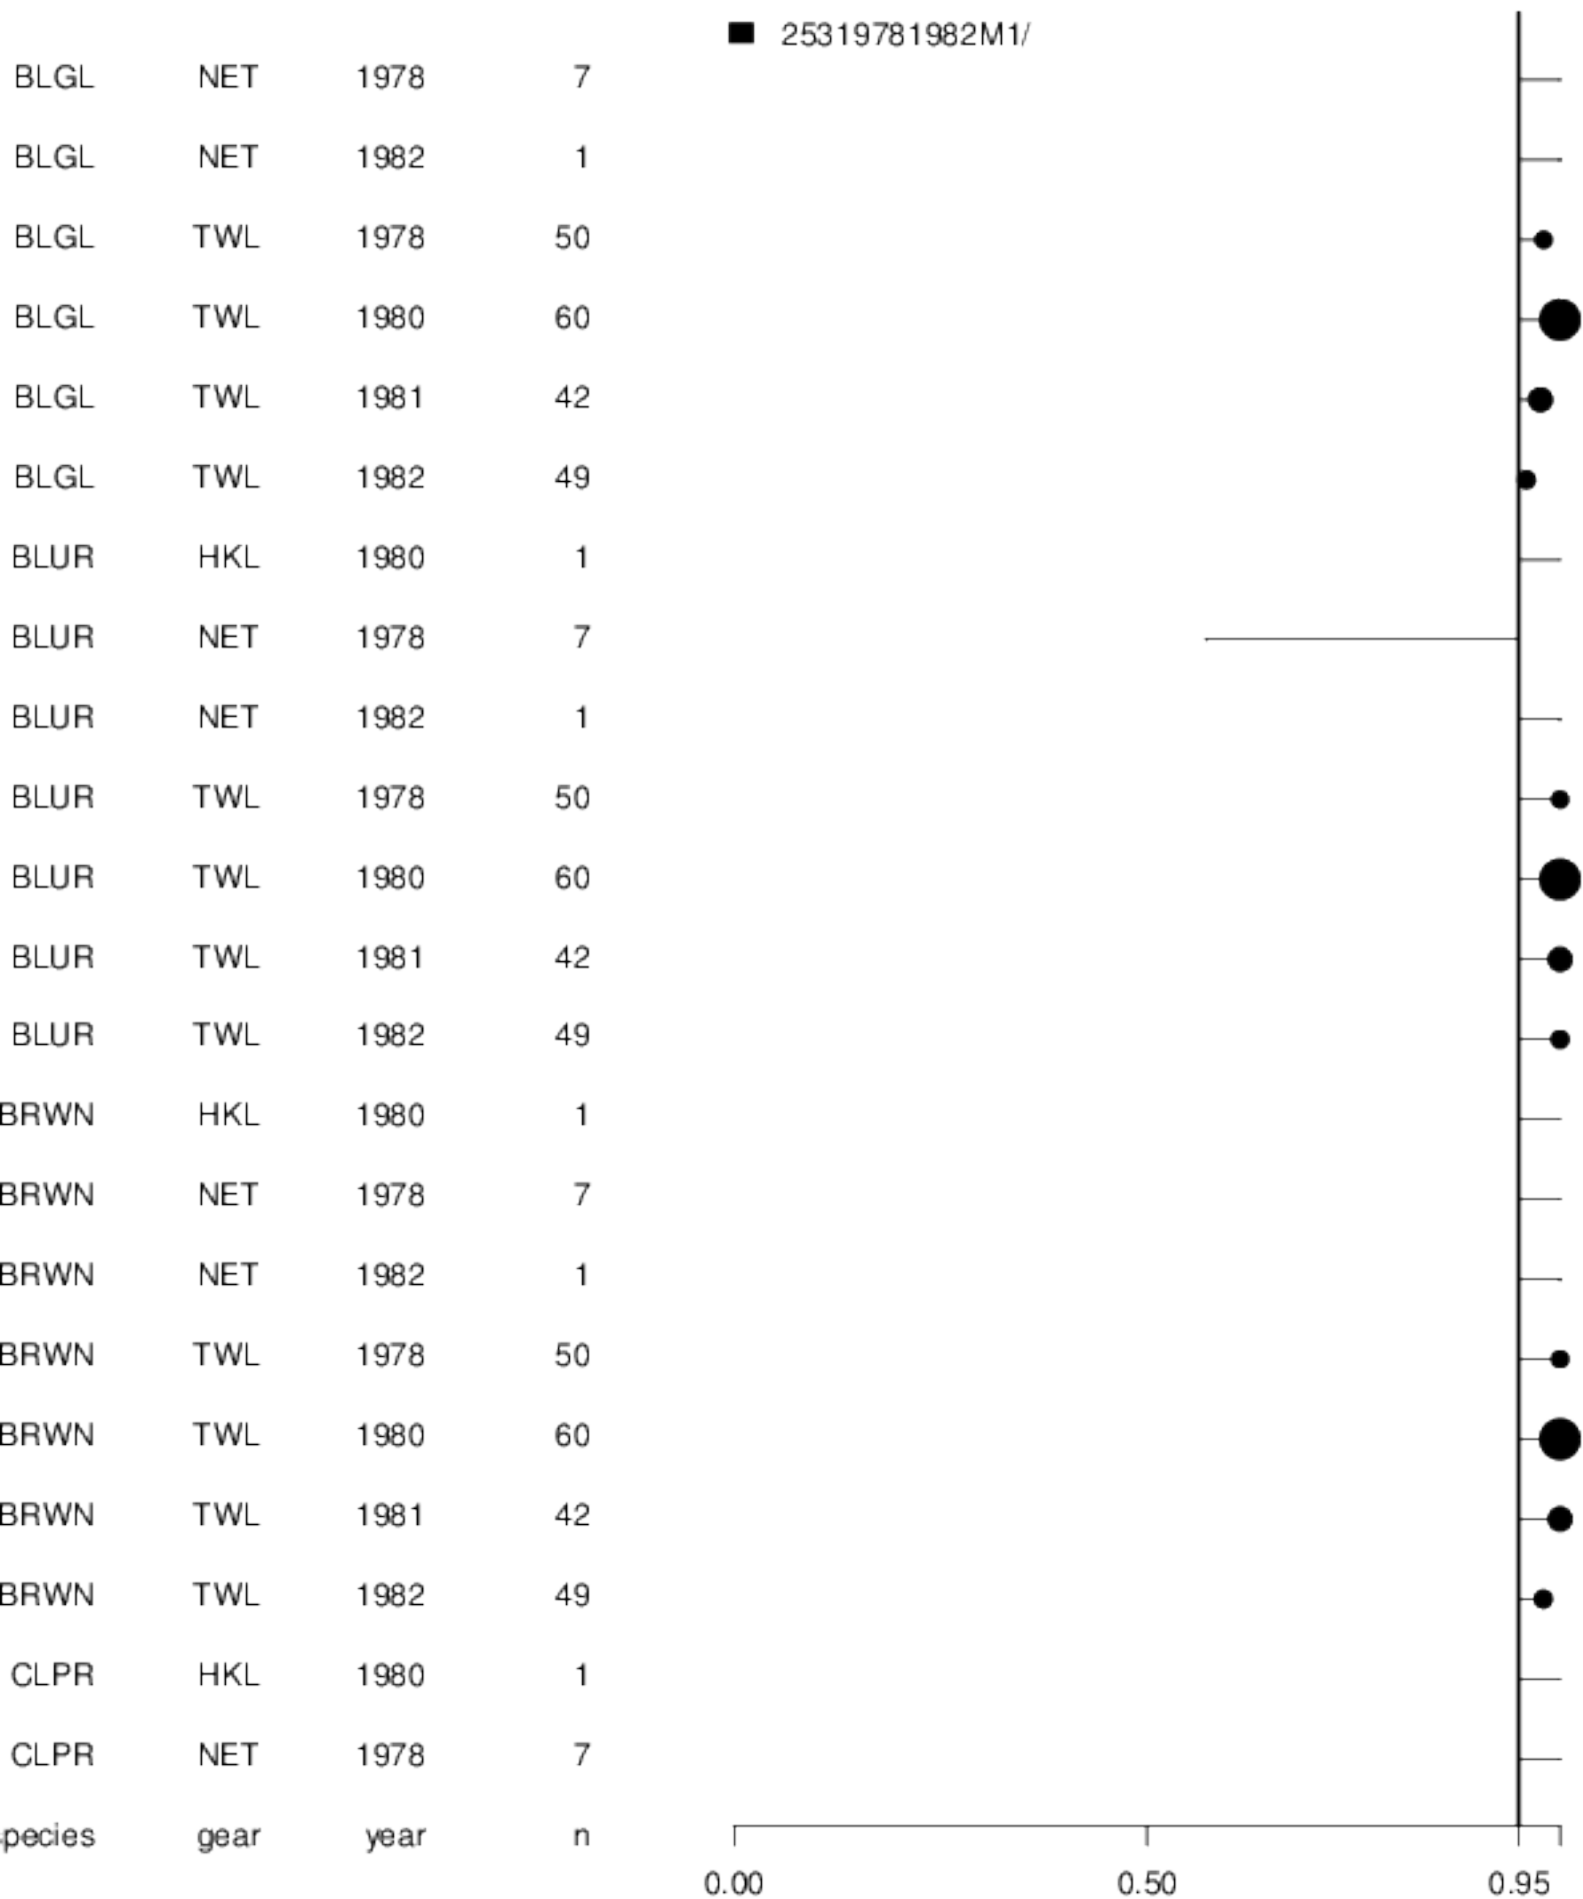 25319781982M1/
BLGL NET 1978 7
BLGL NET 1982 1
BLGL TWL 1978 50
BLGL TWL 1980 60
BLGL TWL 1981 42
BLGL TWL 1982 49
BLUR HKL 1980 1
BLUR NET 1978 7
BLUR NET 1982 1
BLUR TWL 1978 50
BLUR TWL 1980 60
BLUR TWL 1981 42
BLUR TWL 1982 49
BRWN HKL 1980 1
BRWN NET 1978 7
BRWN NET 1982 1
BRWN TWL 1978 50
BRWN TWL 1980 60
BRWN TWL 1981 42
BRWN TWL 1982 49
CLPR HKL 1980 1
CLPR NET 1978 7
pecies gear year n
0.00 0.50 0.95